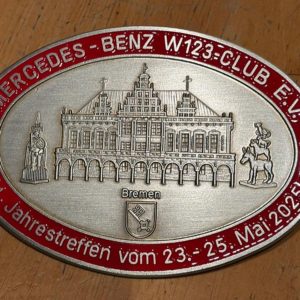 MERCEDES-BENZ W123-CLUB E.V.
Bremen
Jahrestreffen vom 23.- 25. Mai